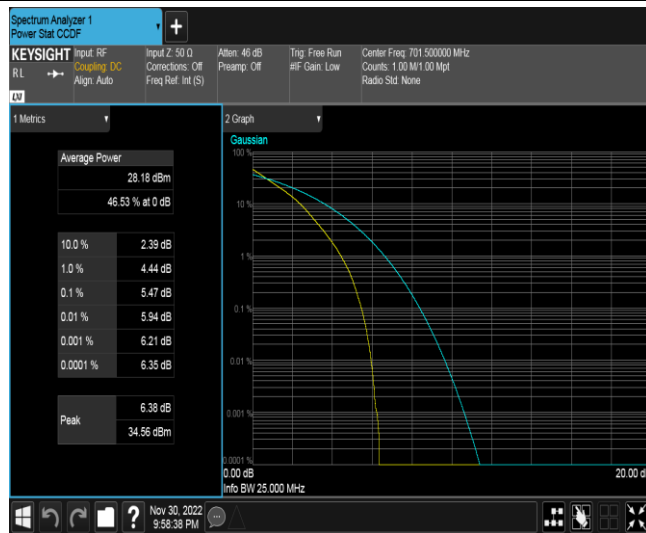 Spectrum Analyzer 1
Power Stat CCDF
+
KEYSIGHT
RL
LXI
Input: RF
Coupling: DC
Align: Auto
Input Z: 50 Ω
Corrections: Off
Freq Ref: Int (S)
Atten: 46 dB
Preamp: Off
Trig: Free Run
#IF Gain: Low
Center Freq: 701.500000 MHz
Counts: 1.00 M/1.00 Mpt
Radio Std: None
1 Metrics
Average Power
28.18 dBm
46.53 % at 0 dB
10.0 % 2.39 dB
1.0 % 4.44 dB
0.1 % 5.47 dB
0.01 % 5.94 dB
0.001 % 6.21 dB
0.0001 % 6.35 dB
Peak
6.38 dB
34.56 dBm
2 Graph
Gaussian
100 %
10 %
1 %
0.1 %
0.01 %
0.001 %
0.0001 %
0.00 dB 20.00 d
Info BW 25.000 MHz
?
Nov 30, 2022
9:58:38 PM